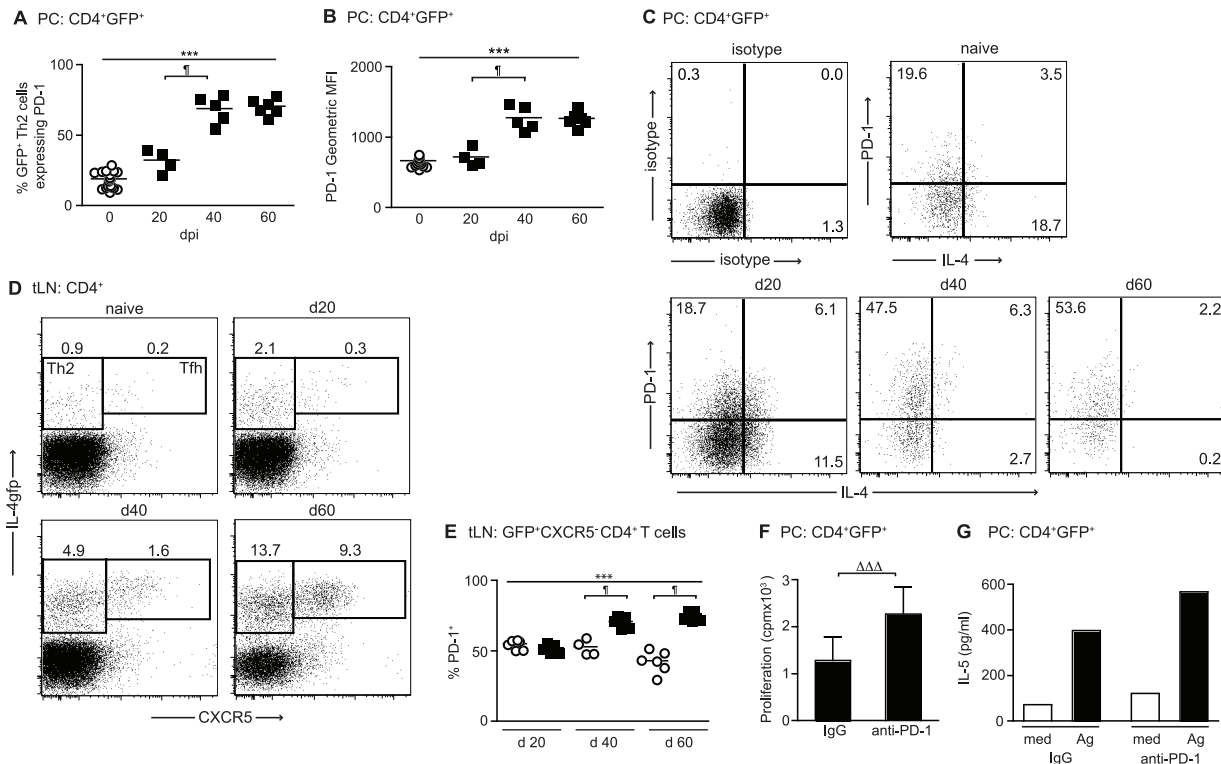 A PC: CD4+GFP+
% GFP+ Th2 cells
expressing PD-1
100
50
0
***
¶
0 20 40 60
dpi
B PC: CD4+GFP+
PD-1 Geometric MFI
2000
1000
0
***
¶
0 20 40 60
dpi
C PC: CD4+GFP+
isotype
0.3 0.0
1.3
isotype
isotype
naive
19.6 3.5
18.7
PD-1
IL-4
d20 d40 d60
18.7 6.1 47.5 6.3 53.6 2.2
11.5 2.7 0.2
PD-1
IL-4
D tLN: CD4+
naive d20
0.9 0.2 2.1 0.3
Th2 Tfh
d40 d60
4.9 1.6 13.7 9.3
IL-4gfp
CXCR5
E tLN: GFP+CXCR5-CD4+ T cells
% PD-1+
100
50
0
***
¶ ¶
d 20 d 40 d 60
F PC: CD4+GFP+
Proliferation (cpmx10³)
3
2
1
0
ΔΔΔ
IgG anti-PD-1
G PC: CD4+GFP+
IL-5 (pg/ml)
600
400
200
0
med Ag med Ag
IgG anti-PD-1